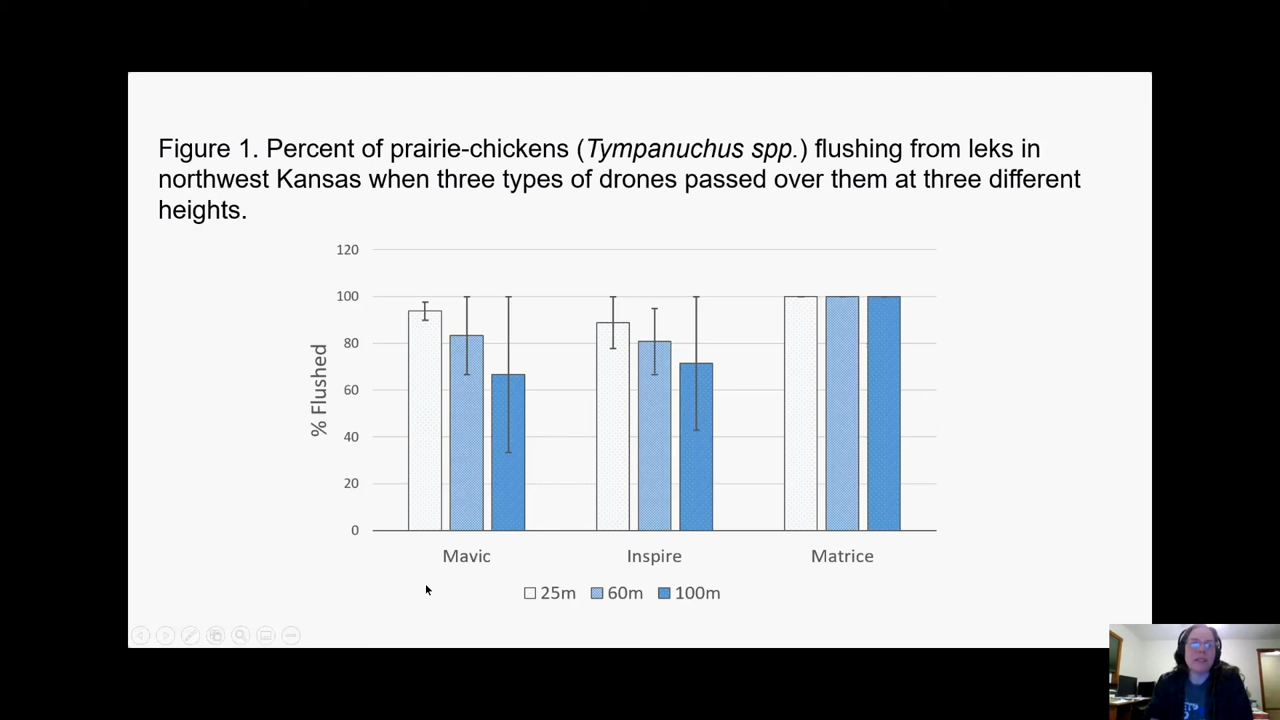 Figure 1. Percent of prairie-chickens (Tympanuchus spp.) flushing from leks in
northwest Kansas when three types of drones passed over them at three different
heights.
120
100
80
60
40
20
0
% Flushed
Mavic Inspire Matrice
25m 60m 100m